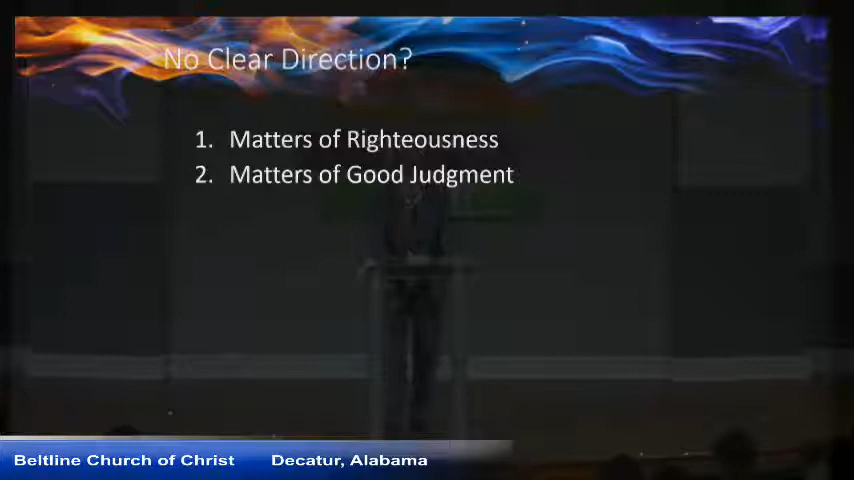 No Clear Direction?
1. Matters of Righteousness
2. Matters of Good Judgment
Beltline Church of Christ Decatur, Alabama